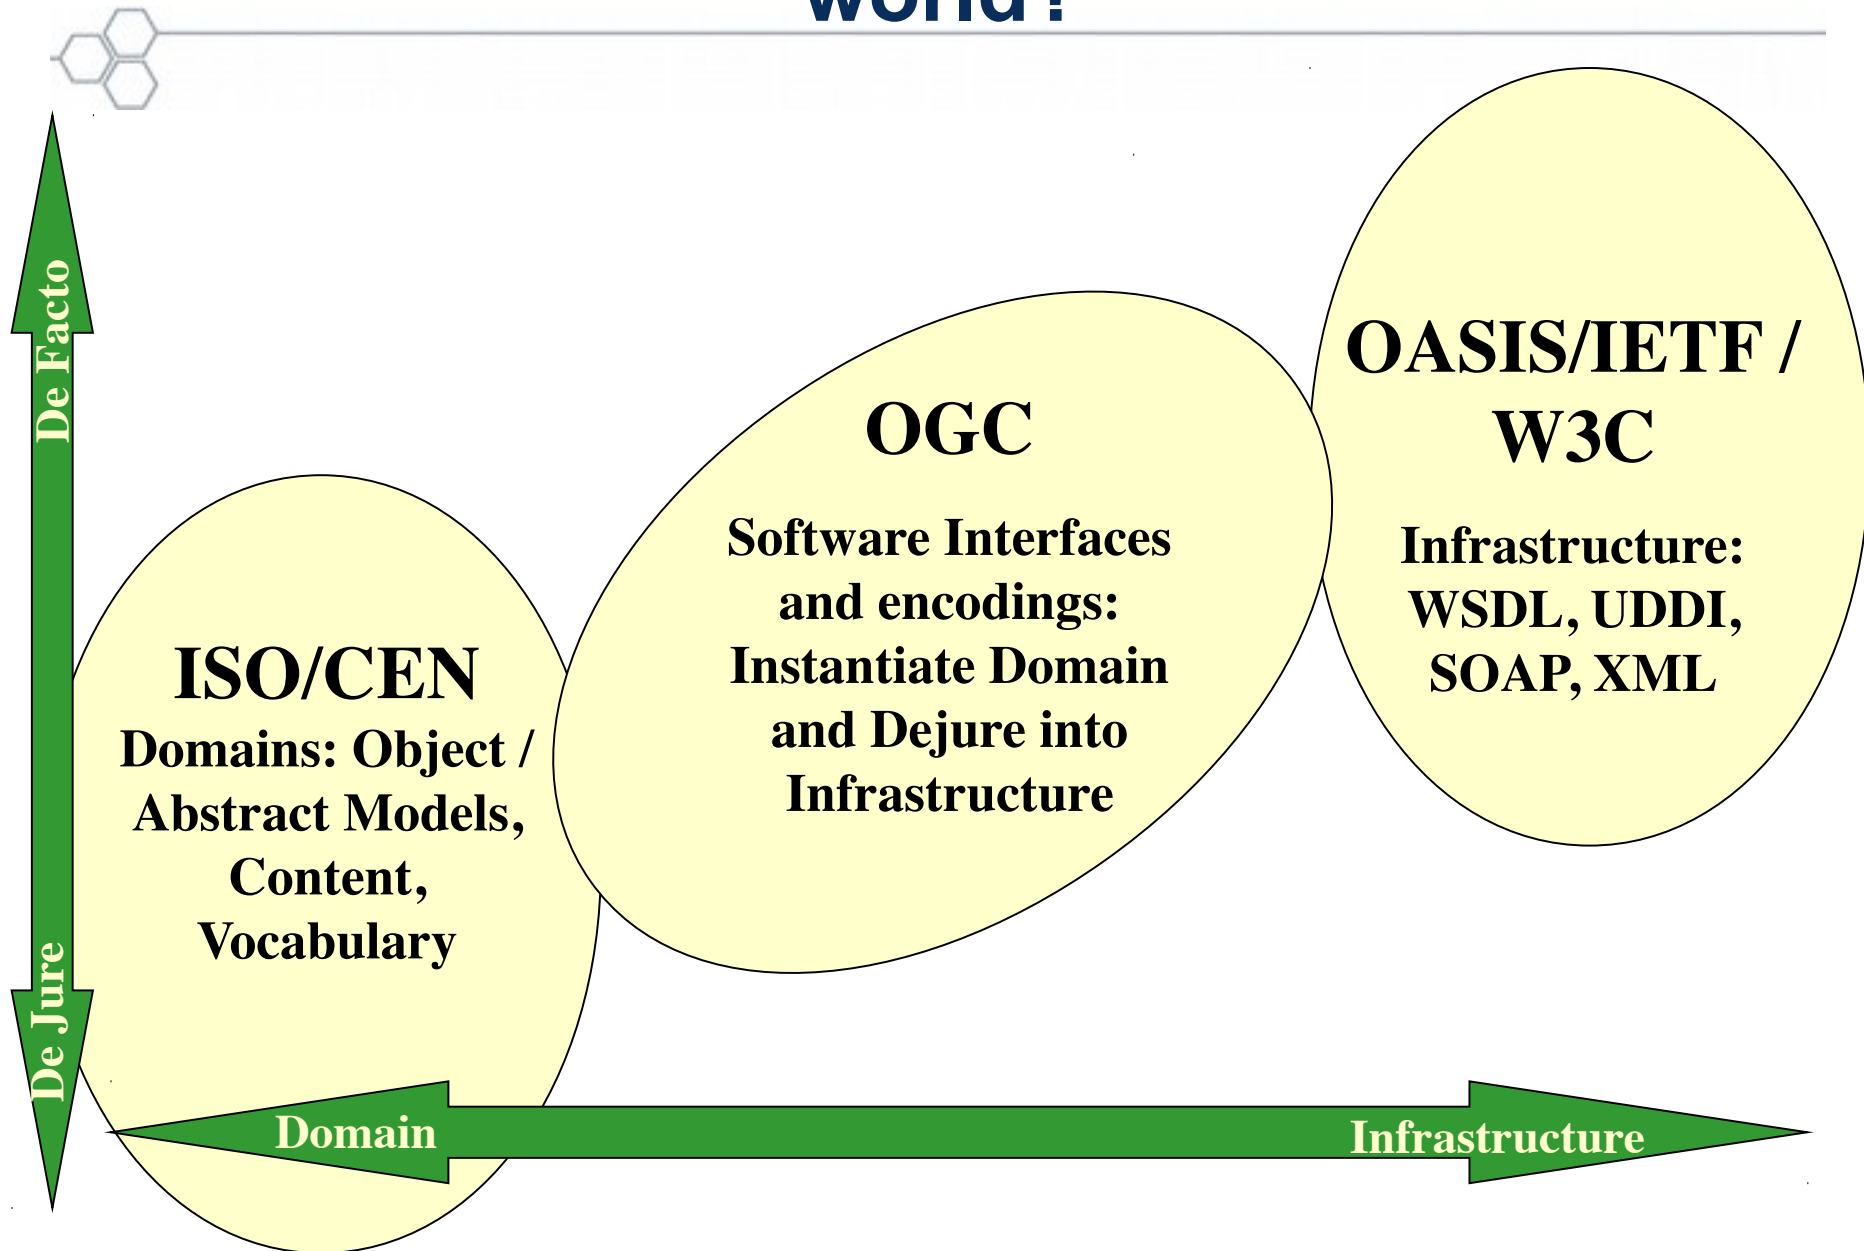 world?
De Facto
OASIS/IETF /
W3C
Infrastructure:
WSDL, UDDI,
SOAP, XML
OGC
Software Interfaces
and encodings:
Instantiate Domain
and Dejure into
Infrastructure
ISO/CEN
Domains: Object /
Abstract Models,
Content,
Vocabulary
De Jure
Domain
Infrastructure